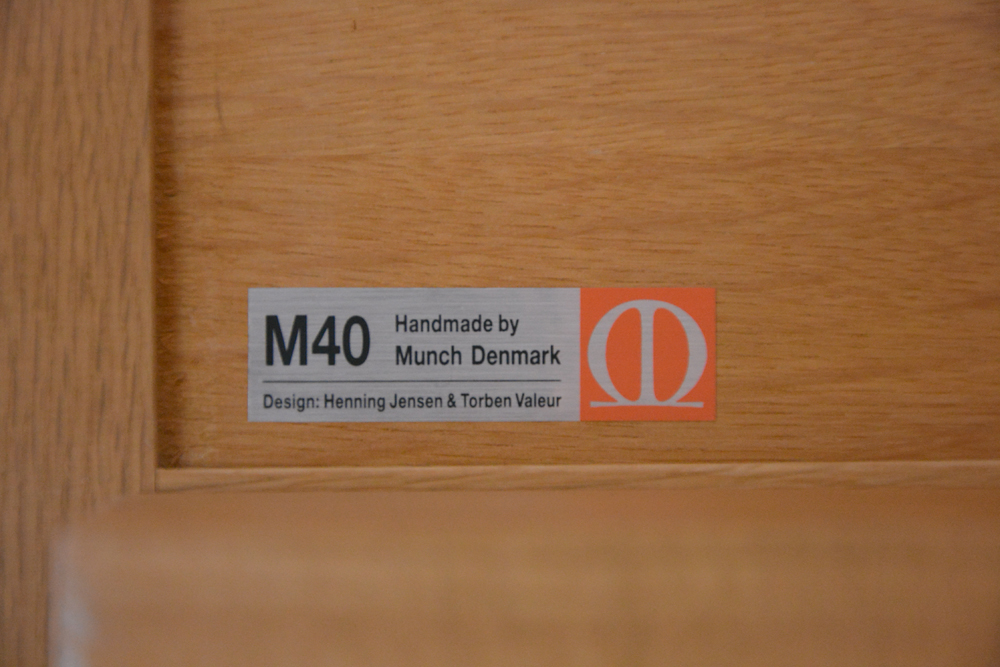 M40
Handmade by
Munch Denmark
Design: Henning Jensen & Torben Valeur